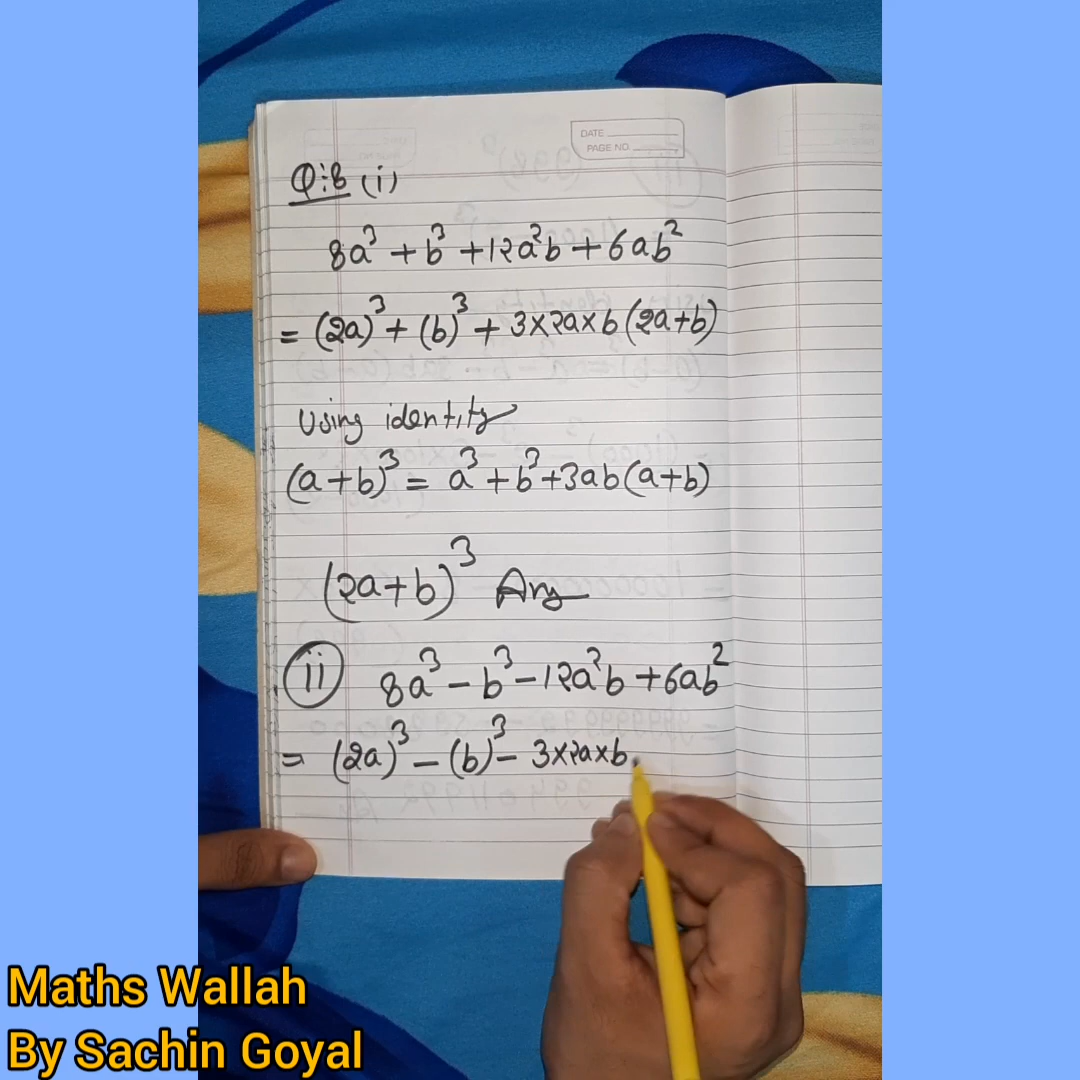 DATE
PAGE NO.
Q:8 (i)
8a³ + b³ + 12a²b + 6ab²
= (2a)³ + (b)³ + 3×2a×b (2a+b)
Using identity
(a+b)³ = a³ + b³ + 3ab(a+b)
(2a+b)³ Ans
(ii) 8a³ - b³ - 12a²b + 6ab²
= (2a)³ - (b)³ - 3×2a×b
Maths Wallah
By Sachin Goyal